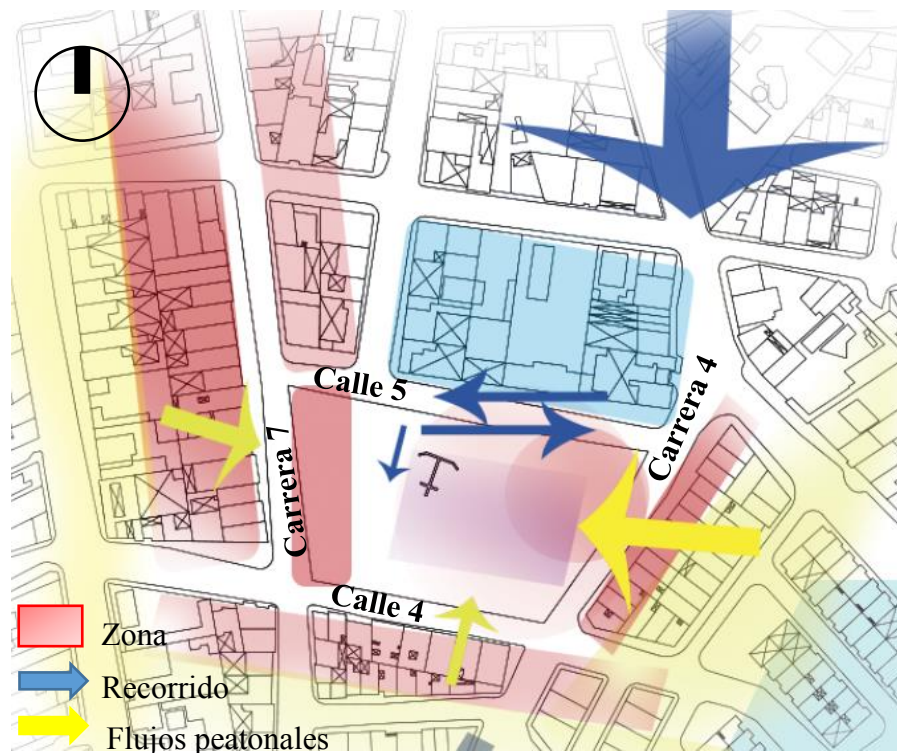 Calle 5
Carrera 4
Carrera 7
Calle 4
Zona
Recorrido
Flujos peatonales